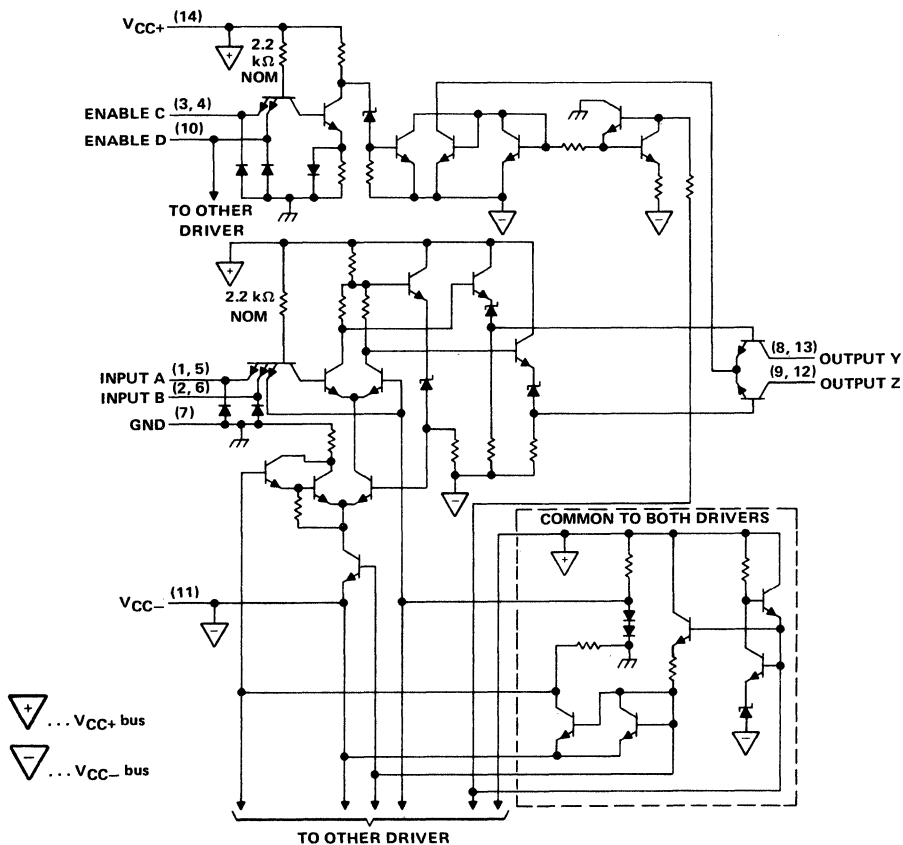 VCC+ (14)
2.2
kΩ
NOM
ENABLE C (3, 4)
ENABLE D (10)
TO OTHER
DRIVER
2.2 kΩ
NOM
INPUT A (1, 5)
INPUT B (2, 6)
GND (7)
(8, 13) OUTPUT Y
(9, 12) OUTPUT Z
COMMON TO BOTH DRIVERS
VCC– (11)
+ ... VCC+ bus
– ... VCC– bus
TO OTHER DRIVER